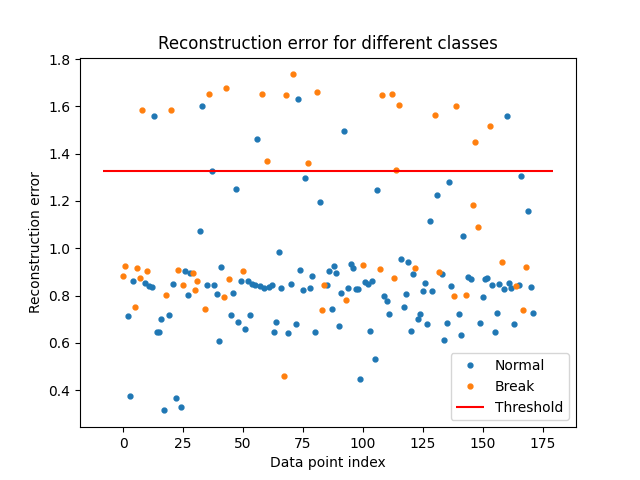 Reconstruction error for different classes
Reconstruction error
1.8
1.6
1.4
1.2
1.0
0.8
0.6
0.4
Normal
Break
Threshold
0 25 50 75 100 125 150 175
Data point index